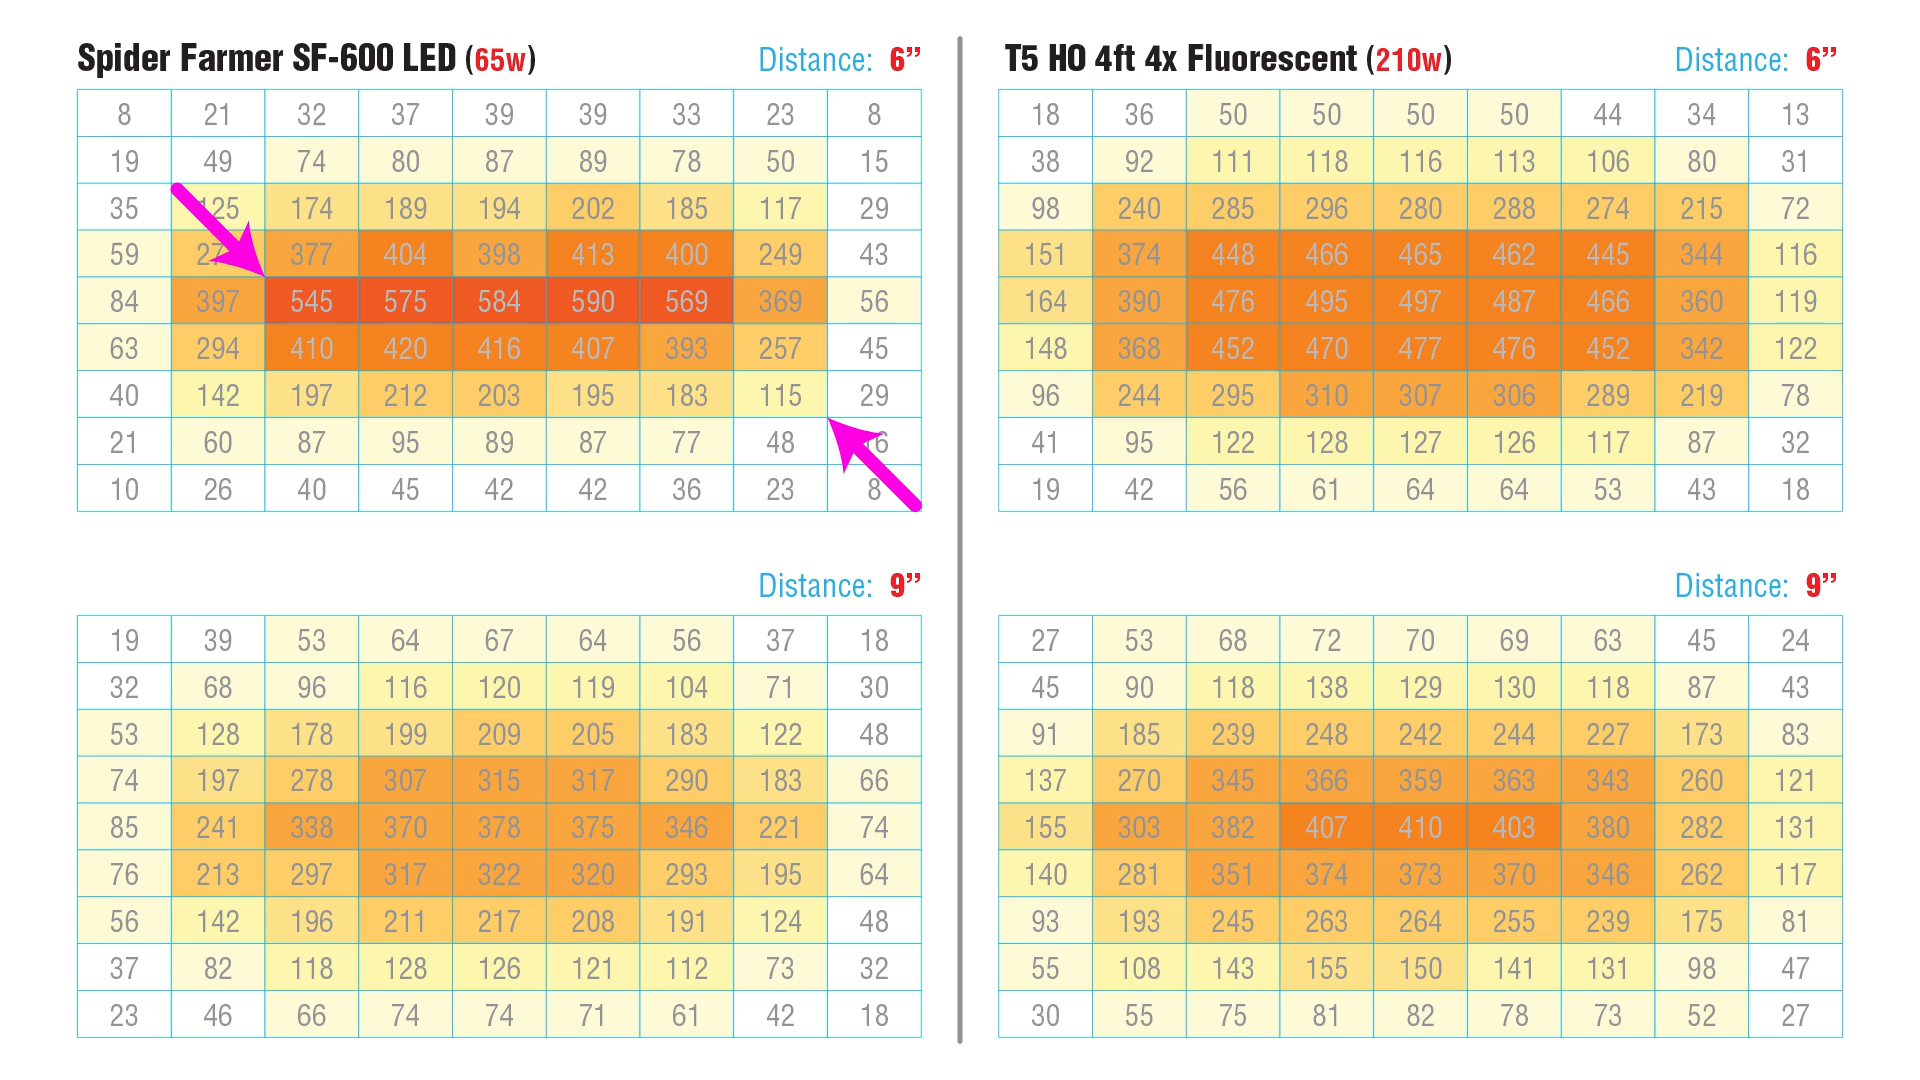 Spider Farmer SF-600 LED (65w) Distance: 6”
8 21 32 37 39 39 33 23 8
19 49 74 80 87 89 78 50 15
35 125 174 189 194 202 185 117 29
59 377 404 398 413 400 249 43
84 397 545 575 584 590 569 369 56
63 294 410 420 416 407 393 257 45
40 142 197 212 203 195 183 115 29
21 60 87 95 89 87 77 48 16
10 26 40 45 42 42 36 23 8
T5 HO 4ft 4x Fluorescent (210w) Distance: 6”
18 36 50 50 50 50 44 34 13
38 92 111 118 116 113 106 80 31
98 240 285 296 280 288 274 215 72
151 374 448 466 465 462 445 344 116
164 390 476 495 497 487 466 360 119
148 368 452 470 477 476 452 342 122
96 244 295 310 307 306 289 219 78
41 95 122 128 127 126 117 87 32
19 42 56 61 64 64 53 43 18
Distance: 9”
19 39 53 64 67 64 56 37 18
32 68 96 116 120 119 104 71 30
53 128 178 199 209 205 183 122 48
74 197 278 307 315 317 290 183 66
85 241 338 370 378 375 346 221 74
76 213 297 317 322 320 293 195 64
56 142 196 211 217 208 191 124 48
37 82 118 128 126 121 112 73 32
23 46 66 74 74 71 61 42 18
Distance: 9”
27 53 68 72 70 69 63 45 24
45 90 118 138 129 130 118 87 43
91 185 239 248 242 244 227 173 83
137 270 345 366 359 363 343 260 121
155 303 382 407 410 403 380 282 131
140 281 351 374 373 370 346 262 117
93 193 245 263 264 255 239 175 81
55 108 143 155 150 141 131 98 47
30 55 75 81 82 78 73 52 27